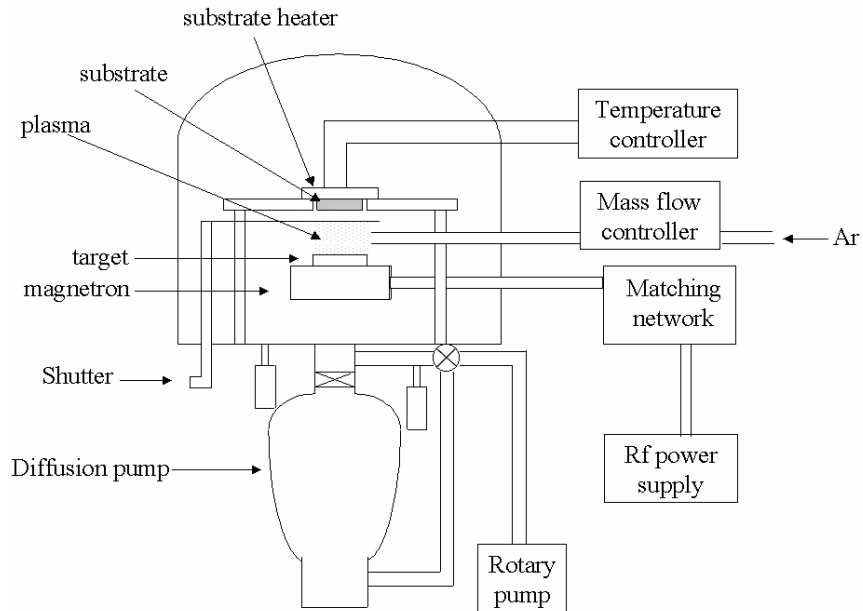 substrate heater
substrate
plasma
Temperature
controller
Mass flow
controller
Ar
target
magnetron
Matching
network
Shutter
Diffusion pump
Rf power
supply
Rotary
pump